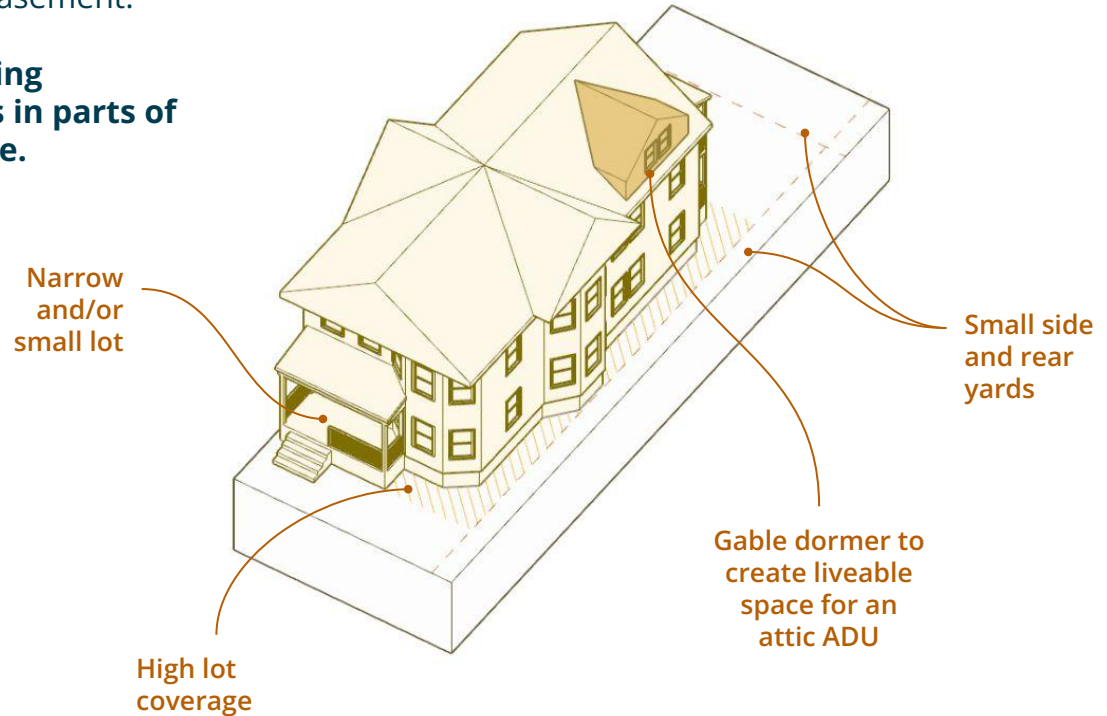 ing
s in parts of
e.
Narrow
and/or
small lot
Small side
and rear
yards
Gable dormer to
create liveable
space for an
attic ADU
High lot
coverage